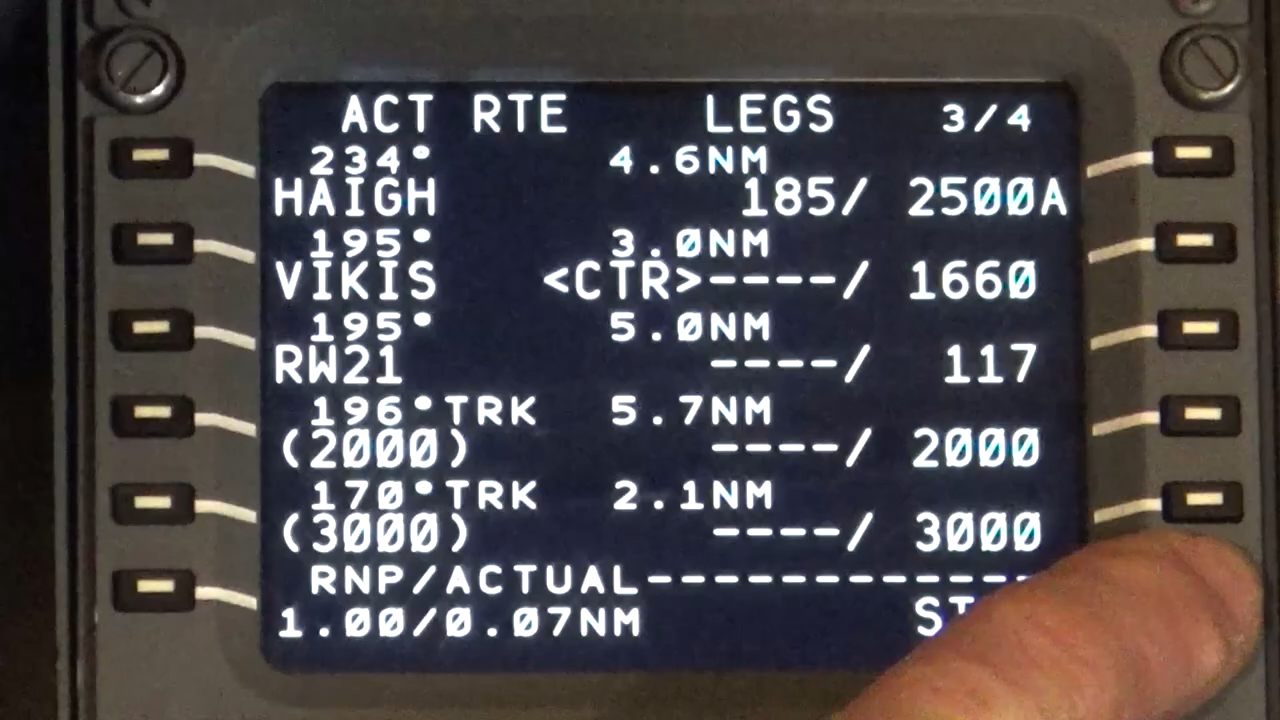 ACT RTE LEGS 3/4
234° 4.6NM
HAIGH 185/ 2500A
195° 3.0NM
VIKIS <CTR>----/ 1660
195° 5.0NM
RW21 ----/ 117
196°TRK 5.7NM
(2000) ----/ 2000
170°TRK 2.1NM
(3000) ----/ 3000
RNP/ACTUAL------------
1.00/0.07NM